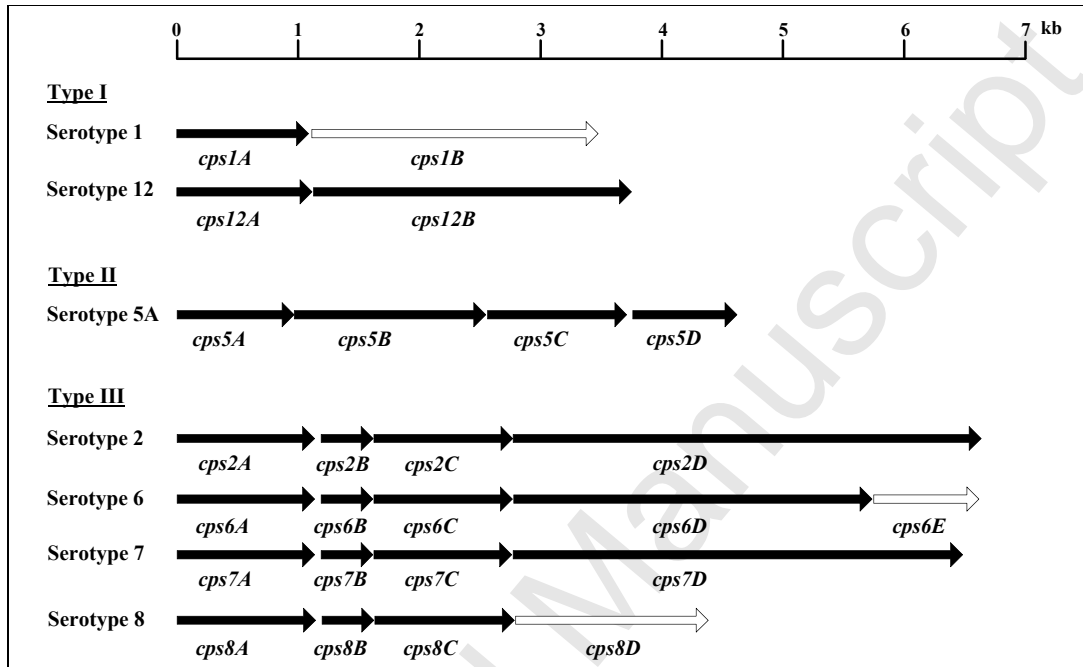 0 1 2 3 4 5 6 7 kb
Type I
Serotype 1
cps1A cps1B
Serotype 12
cps12A cps12B
Type II
Serotype 5A
cps5A cps5B cps5C cps5D
Type III
Serotype 2
cps2A cps2B cps2C cps2D
Serotype 6
cps6A cps6B cps6C cps6D cps6E
Serotype 7
cps7A cps7B cps7C cps7D
Serotype 8
cps8A cps8B cps8C cps8D
Manuscript